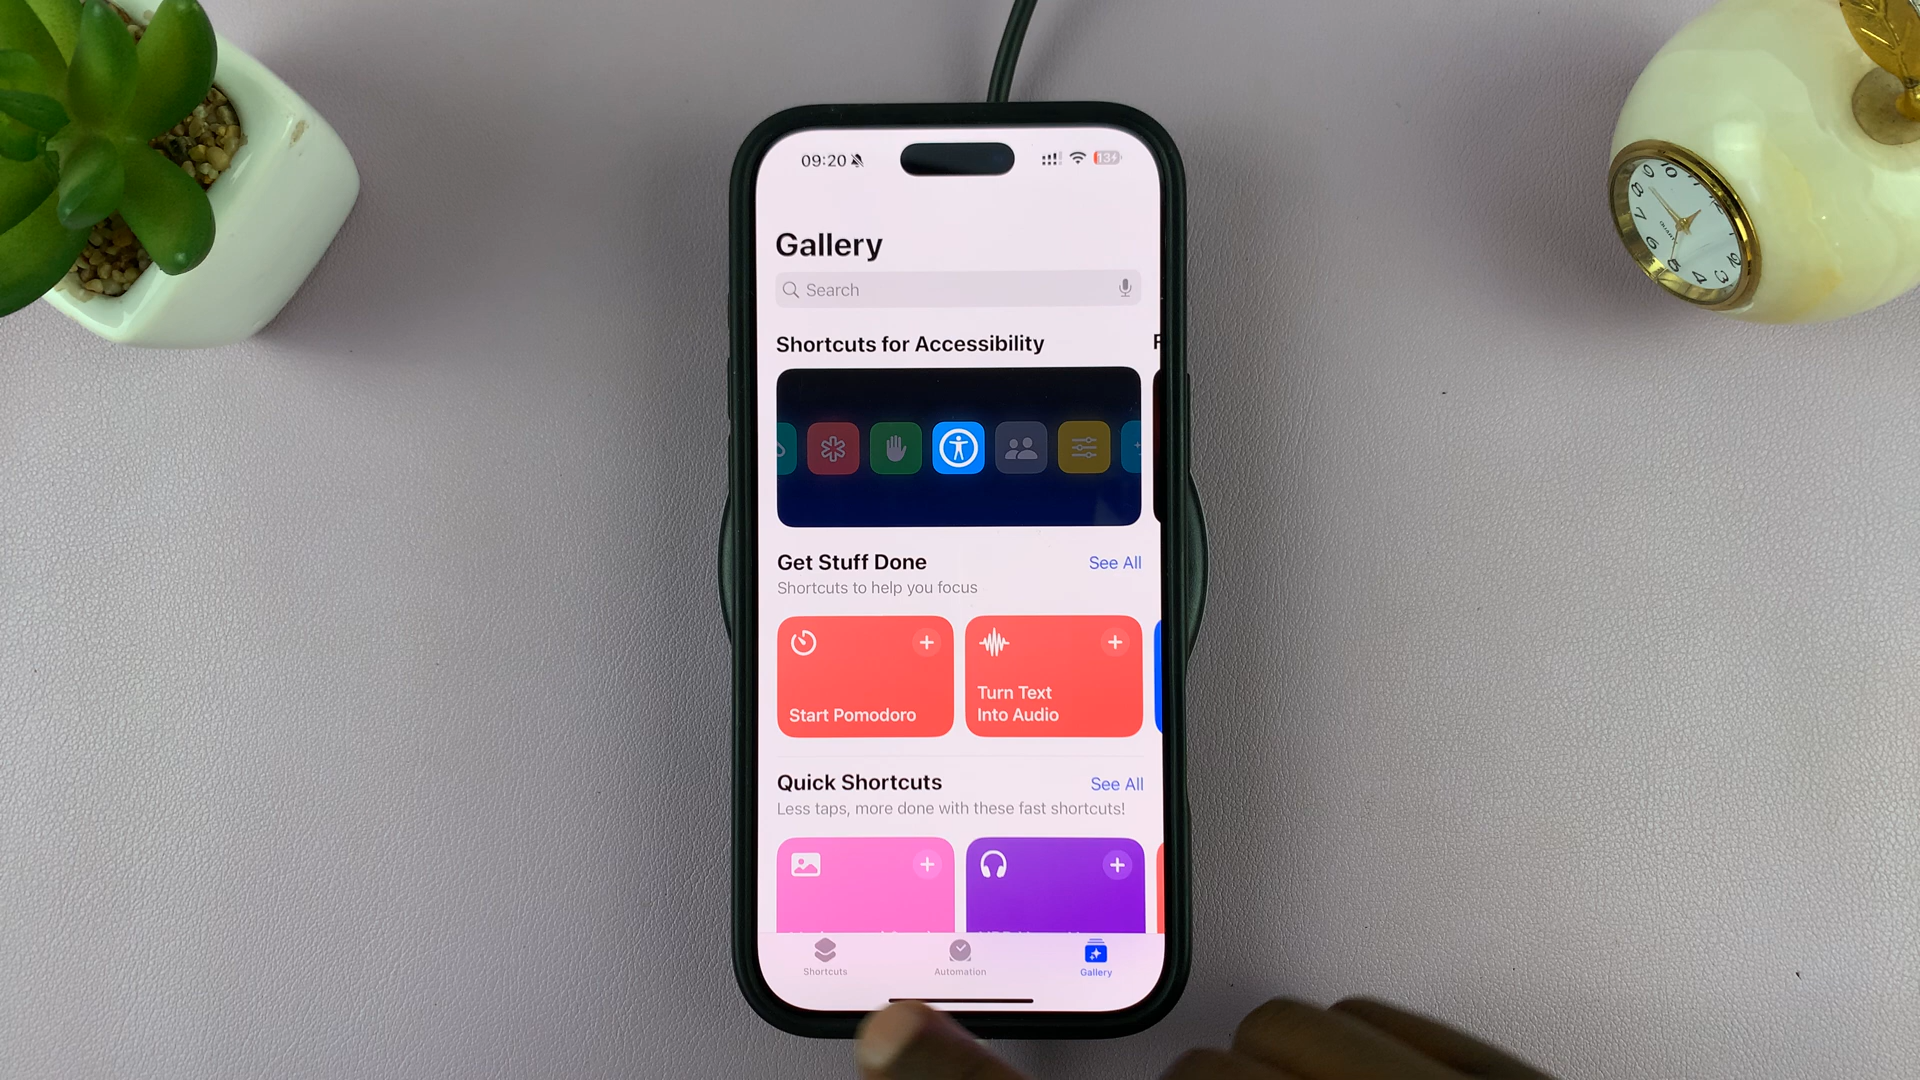 09:20
13
Gallery
Search
Shortcuts for Accessibility
Get Stuff Done
See All
Shortcuts to help you focus
Start Pomodoro
Turn Text
Into Audio
Quick Shortcuts
See All
Less taps, more done with these fast shortcuts!
Shortcuts
Automation
Gallery